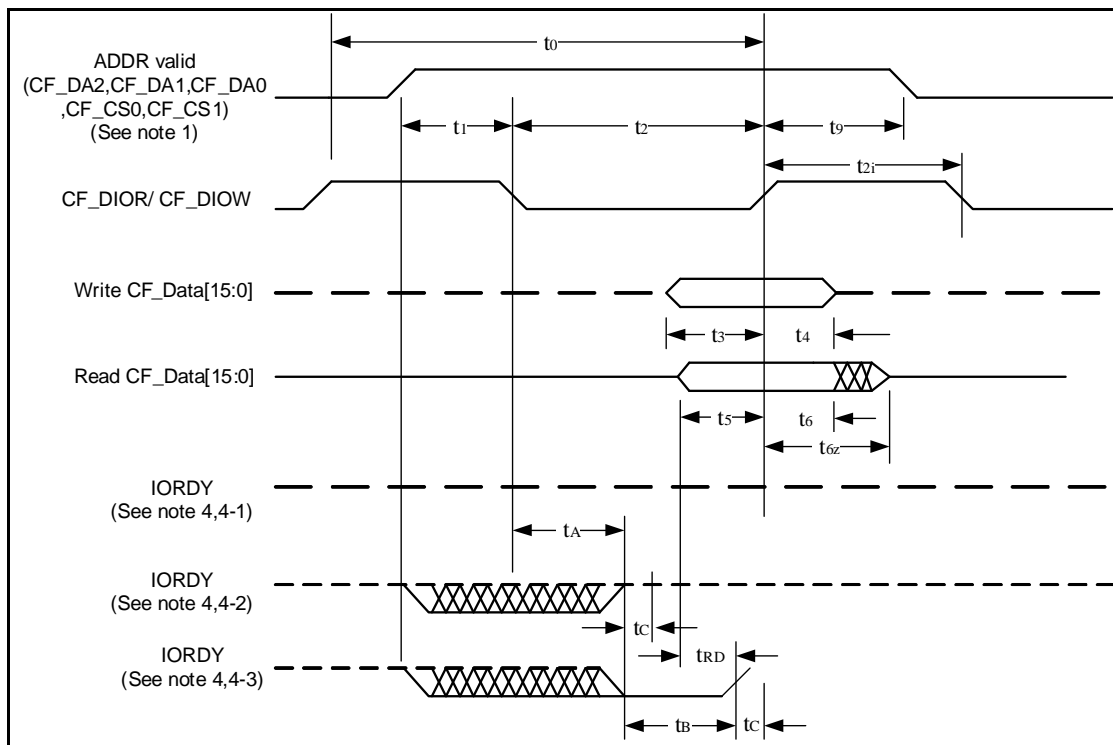 t0
ADDR valid
(CF_DA2,CF_DA1,CF_DA0
,CF_CS0,CF_CS1)
(See note 1)
t1
t2
t9
t2i
CF_DIOR/ CF_DIOW
Write CF_Data[15:0]
t3
t4
Read CF_Data[15:0]
t5
t6
t6z
IORDY
(See note 4,4-1)
tA
IORDY
(See note 4,4-2)
tC
tRD
IORDY
(See note 4,4-3)
tB
tC